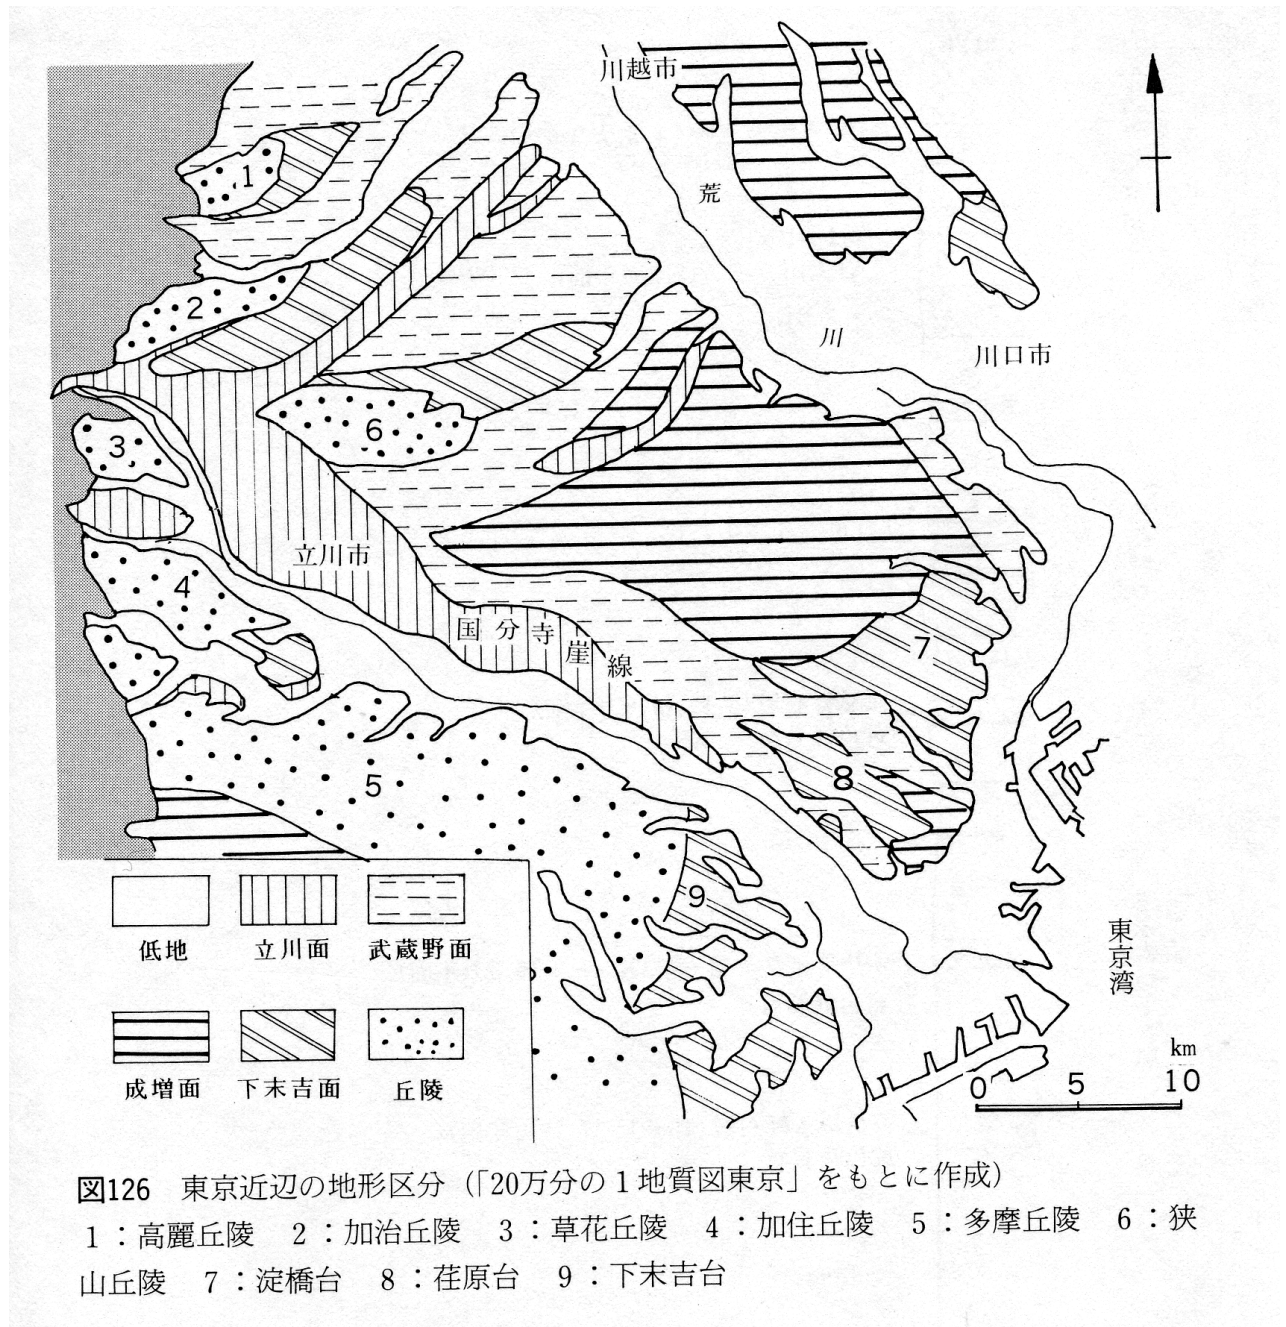 川越市
1
荒
2
川
川口市
3
6
立川市
4
国分寺崖線
7
5
8
9
低地 立川面 武蔵野面
東京湾
成増面 下末吉面 丘陵
km
0 5 10
図126 東京近辺の地形区分(「20万分の1地質図東京」をもとに作成)
1:高麗丘陵 2:加治丘陵 3:草花丘陵 4:加住丘陵 5:多摩丘陵 6:狭
山丘陵 7:淀橋台 8:荏原台 9:下末吉台